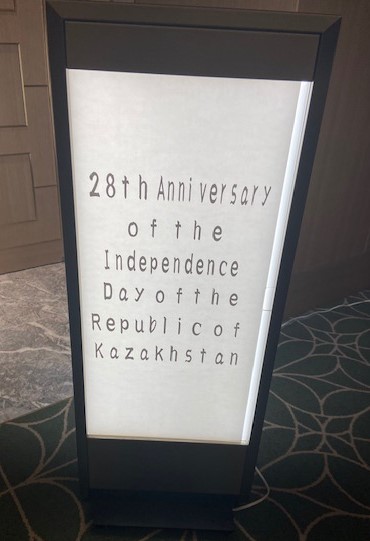 28th Anniversary
of the
Independence
Day of the
Republic of
Kazakhstan